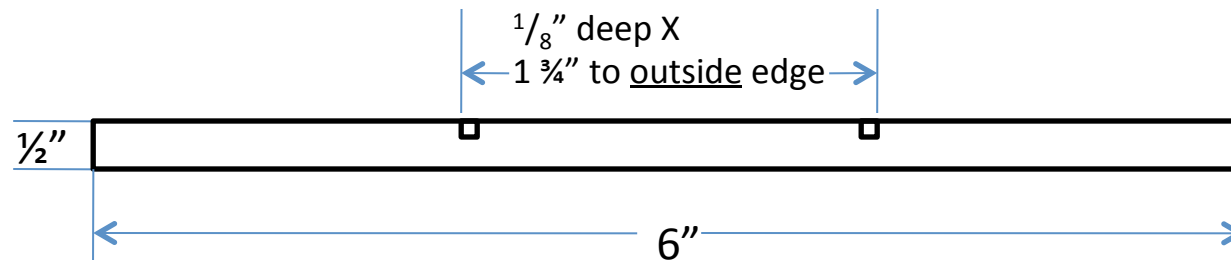 ¹/₈” deep X
1 ¾” to outside edge
½”
6”